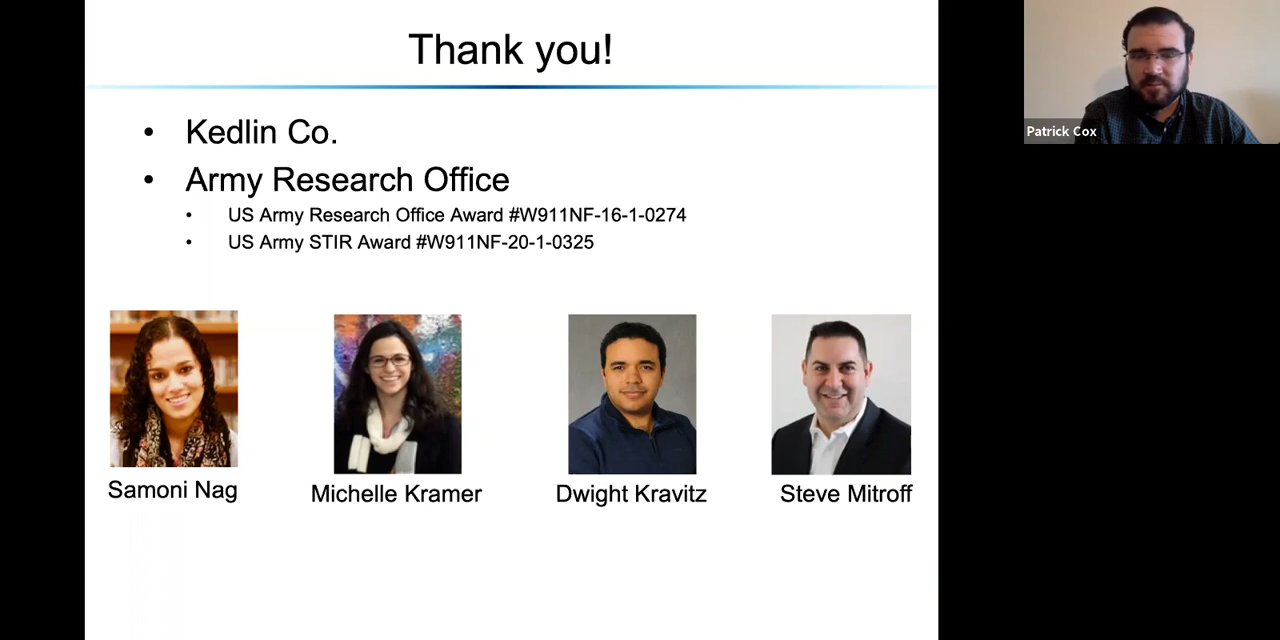 Thank you!
• Kedlin Co.
• Army Research Office
• US Army Research Office Award #W911NF-16-1-0274
• US Army STIR Award #W911NF-20-1-0325
Samoni Nag
Michelle Kramer
Dwight Kravitz
Steve Mitroff
Patrick Cox